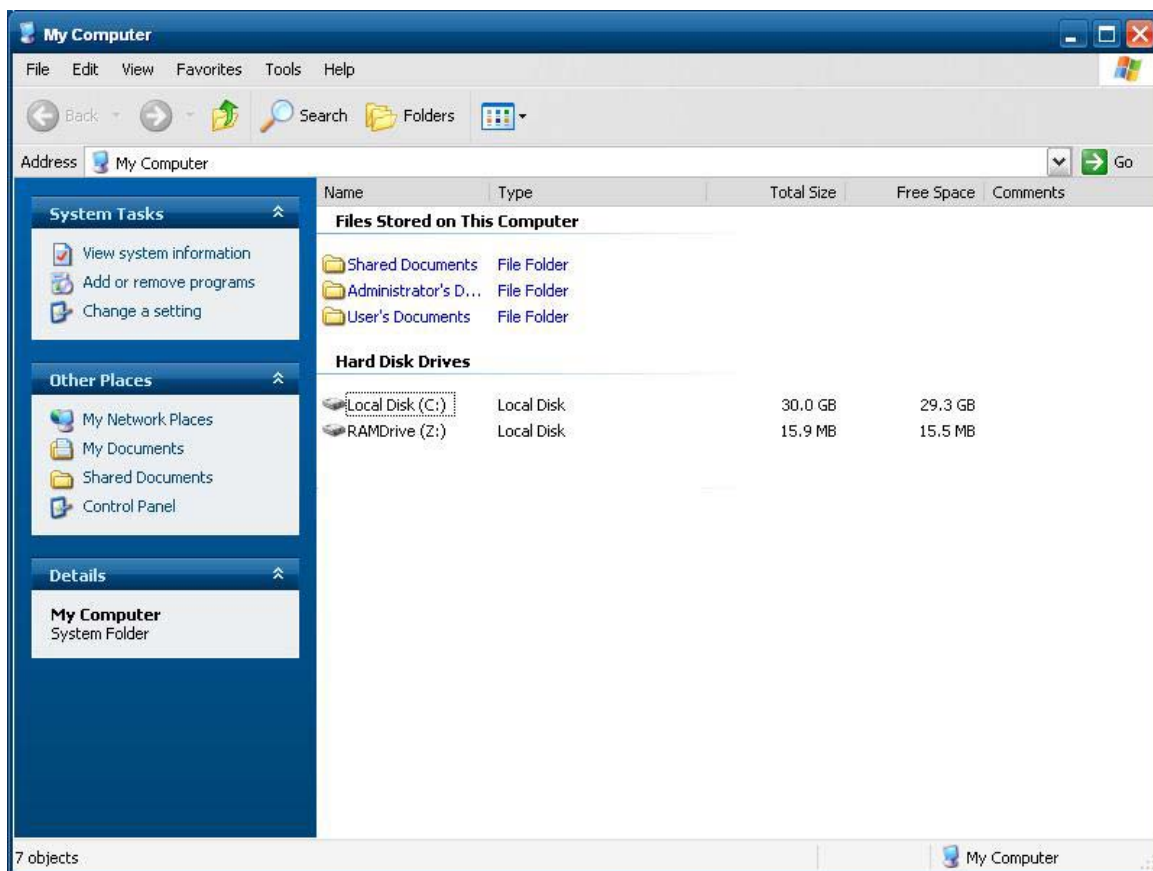 My Computer
File Edit View Favorites Tools Help
Back Search Folders
Address My Computer Go
System Tasks
View system information
Add or remove programs
Change a setting
Other Places
My Network Places
My Documents
Shared Documents
Control Panel
Details
My Computer
System Folder
Name Type Total Size Free Space Comments
Files Stored on This Computer
Shared Documents File Folder
Administrator's D... File Folder
User's Documents File Folder
Hard Disk Drives
Local Disk (C:) Local Disk 30.0 GB 29.3 GB
RAMDrive (Z:) Local Disk 15.9 MB 15.5 MB
7 objects My Computer